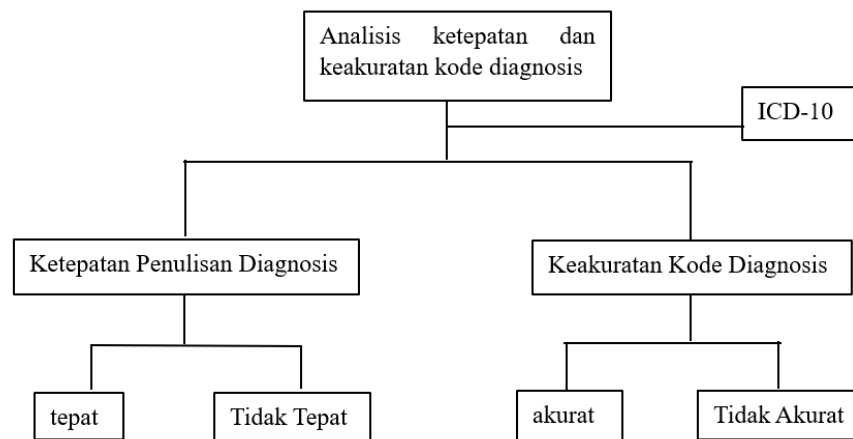 Analisis ketepatan dan
keakuratan kode diagnosis
ICD-10
Ketepatan Penulisan Diagnosis
Keakuratan Kode Diagnosis
tepat
Tidak Tepat
akurat
Tidak Akurat